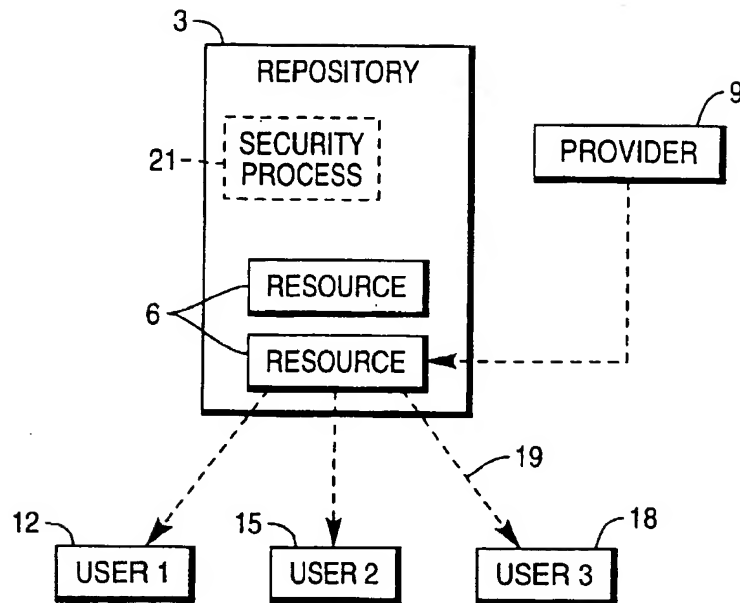 3
REPOSITORY
9
SECURITY
PROCESS
21
PROVIDER
RESOURCE
6
RESOURCE
19
12
15
18
USER 1
USER 2
USER 3